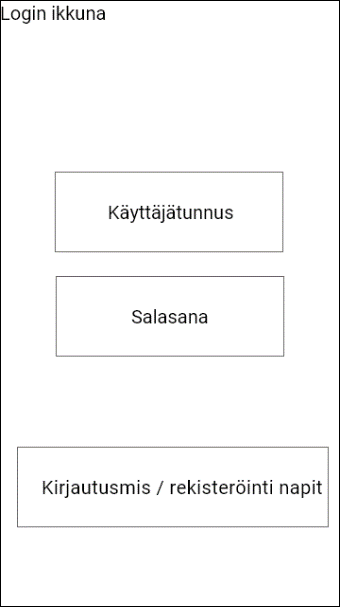 Login ikkuna
Käyttäjätunnus
Salasana
Kirjautusmis / rekisteröinti napit